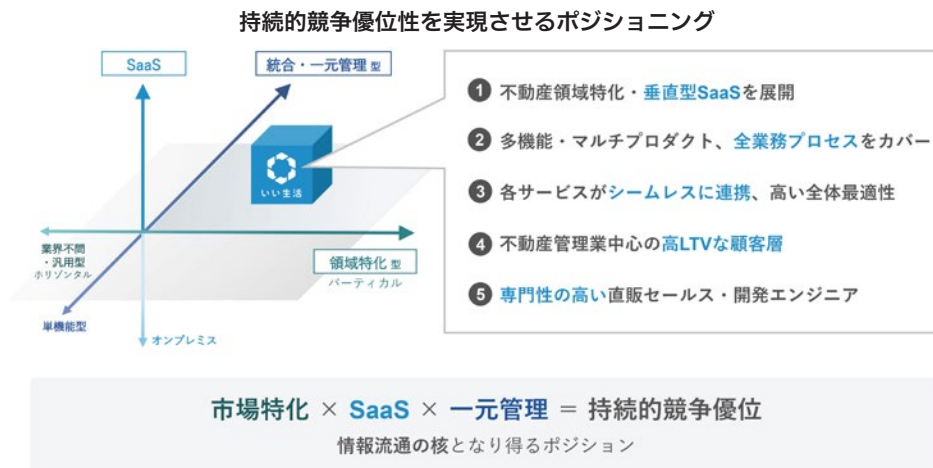 持続的競争優位性を実現させるポジショニング
SaaS
統合・一元管理 型
いい生活
業界不問
・汎用型
ホリゾンタル
領域特化 型
バーティカル
単機能型
オンプレミス
1 不動産領域特化・垂直型SaaSを展開
2 多機能・マルチプロダクト、全業務プロセスをカバー
3 各サービスがシームレスに連携、高い全体最適性
4 不動産管理業中心の高LTVな顧客層
5 専門性の高い直販セールス・開発エンジニア
市場特化 × SaaS × 一元管理 = 持続的競争優位
情報流通の核となり得るポジション